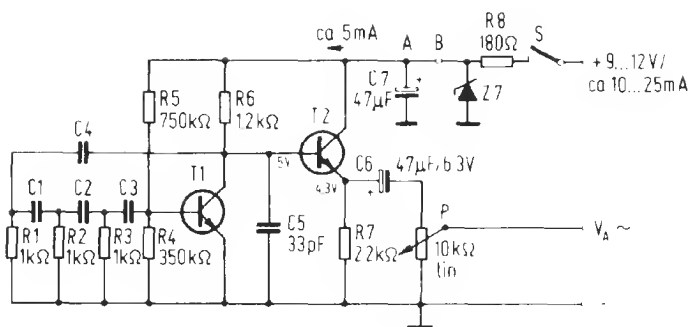 ca 5mA
A
B
R8
180Ω
S
+ 9...12V/
ca 10...25mA
C7
47μF
+
Z7
R5
750kΩ
R6
1,2kΩ
T2
C4
5V
C6
47μF/6.3V
4,3V
+
C1
C2
C3
T1
C5
33pF
R7
2,2kΩ
P
10kΩ
lin
V_A ~
R1
1kΩ
R2
1kΩ
R3
1kΩ
R4
350kΩ